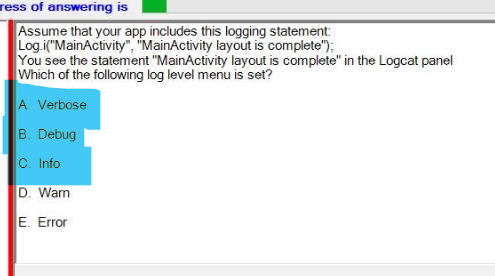 ress of answering is
Assume that your app includes this logging statement:
Log.i("MainActivity", "MainActivity layout is complete");
You see the statement "MainActivity layout is complete" in the Logcat panel
Which of the following log level menu is set?
A. Verbose
B. Debug
C. Info
D. Warn
E. Error